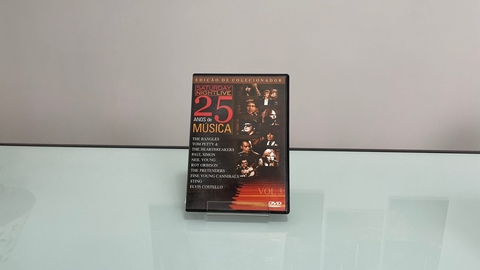 EDIÇÃO DE COLECIONADOR
SATURDAY
NIGHT LIVE
25
ANOS de
MÚSICA
THE BANGLES
TOM PETTY &
THE HEARTBREAKERS
PAUL SIMON
NEIL YOUNG
ROY ORBISON
THE PRETENDERS
FINE YOUNG CANNIBALS
STING
ELVIS COSTELLO
VOL.
DVD